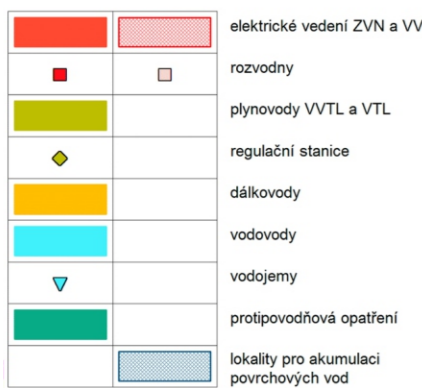 elektrické vedení ZVN a VV
rozvodny
plynovody VVTL a VTL
regulační stanice
dálkovody
vodovody
vodojemy
protipovodňová opatření
lokality pro akumulaci
povrchových vod